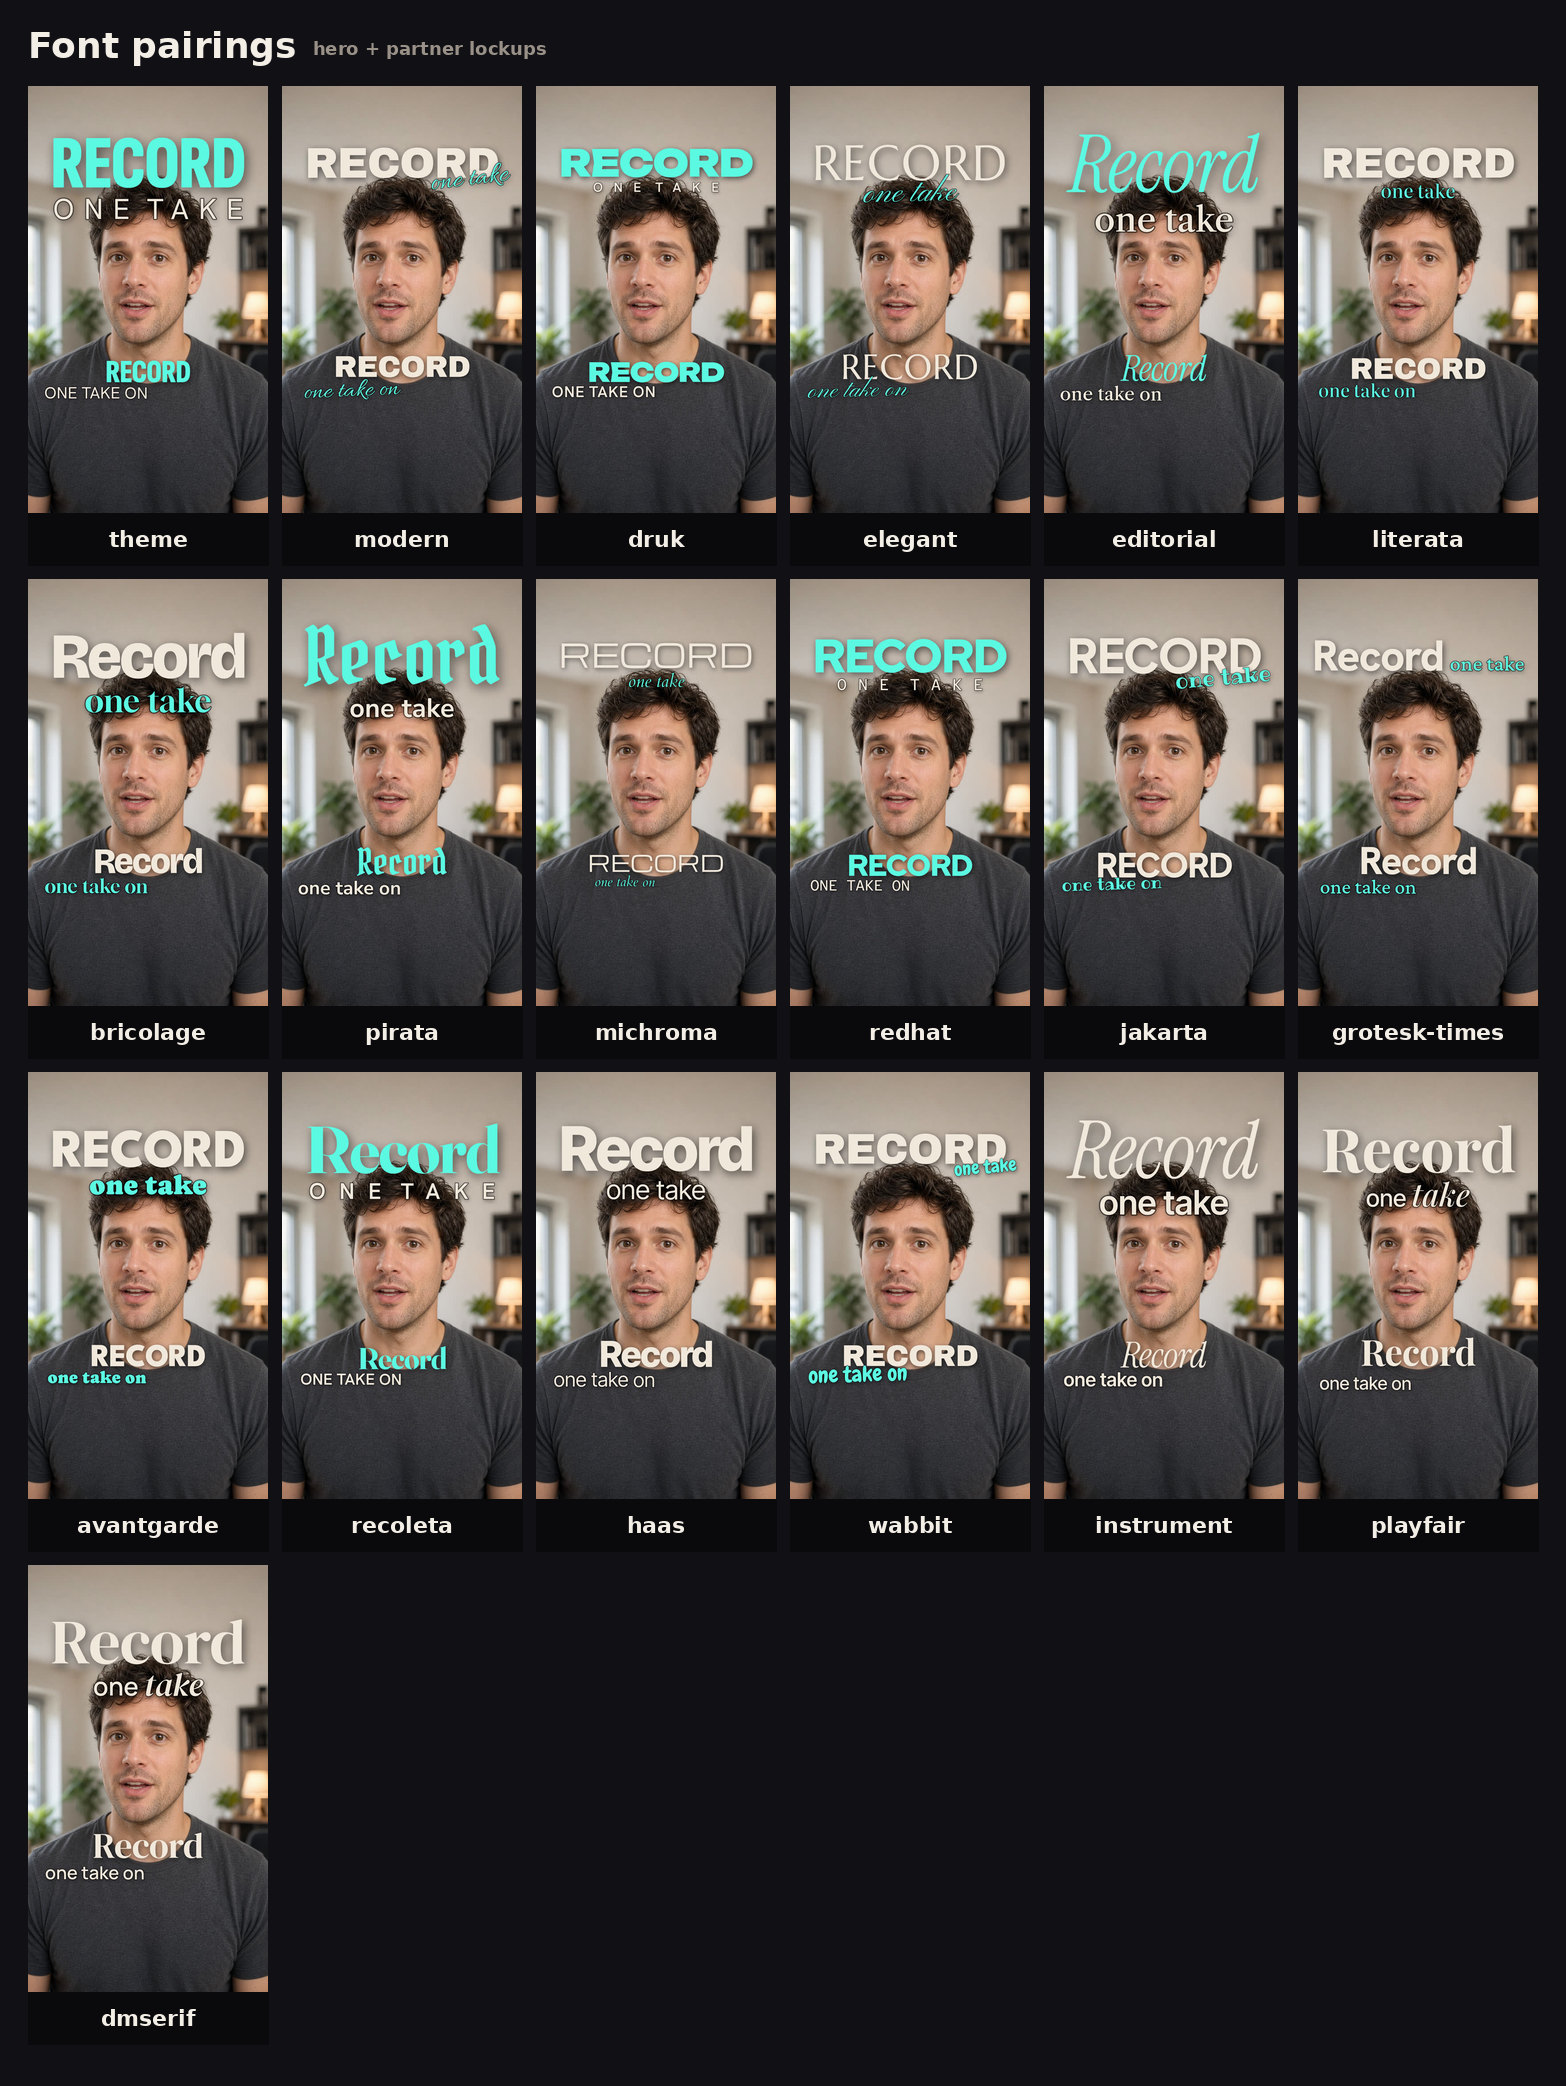 Font pairings hero + partner lockups
RECORD
ONE TAKE
RECORD
ONE TAKE ON
theme
RECORD
one take
RECORD
one take on
modern
RECORD
ONE TAKE
RECORD
ONE TAKE ON
druk
RECORD
one take
RECORD
one take on
elegant
Record
one take
Record
one take on
editorial
RECORD
one take
RECORD
one take on
literata
Record
one take
Record
one take on
bricolage
Record
one take
Record
one take on
pirata
RECORD
one take
RECORD
one take on
michroma
RECORD
ONE TAKE
RECORD
ONE TAKE ON
redhat
RECORD
one take
RECORD
one take on
jakarta
Record one take
Record
one take on
grotesk-times
RECORD
one take
RECORD
one take on
avantgarde
Record
ONE TAKE
Record
ONE TAKE ON
recoleta
Record
one take
Record
one take on
haas
RECORD
one take
RECORD
one take on
wabbit
Record
one take
Record
one take on
instrument
Record
one take
Record
one take on
playfair
Record
one take
Record
one take on
dmserif